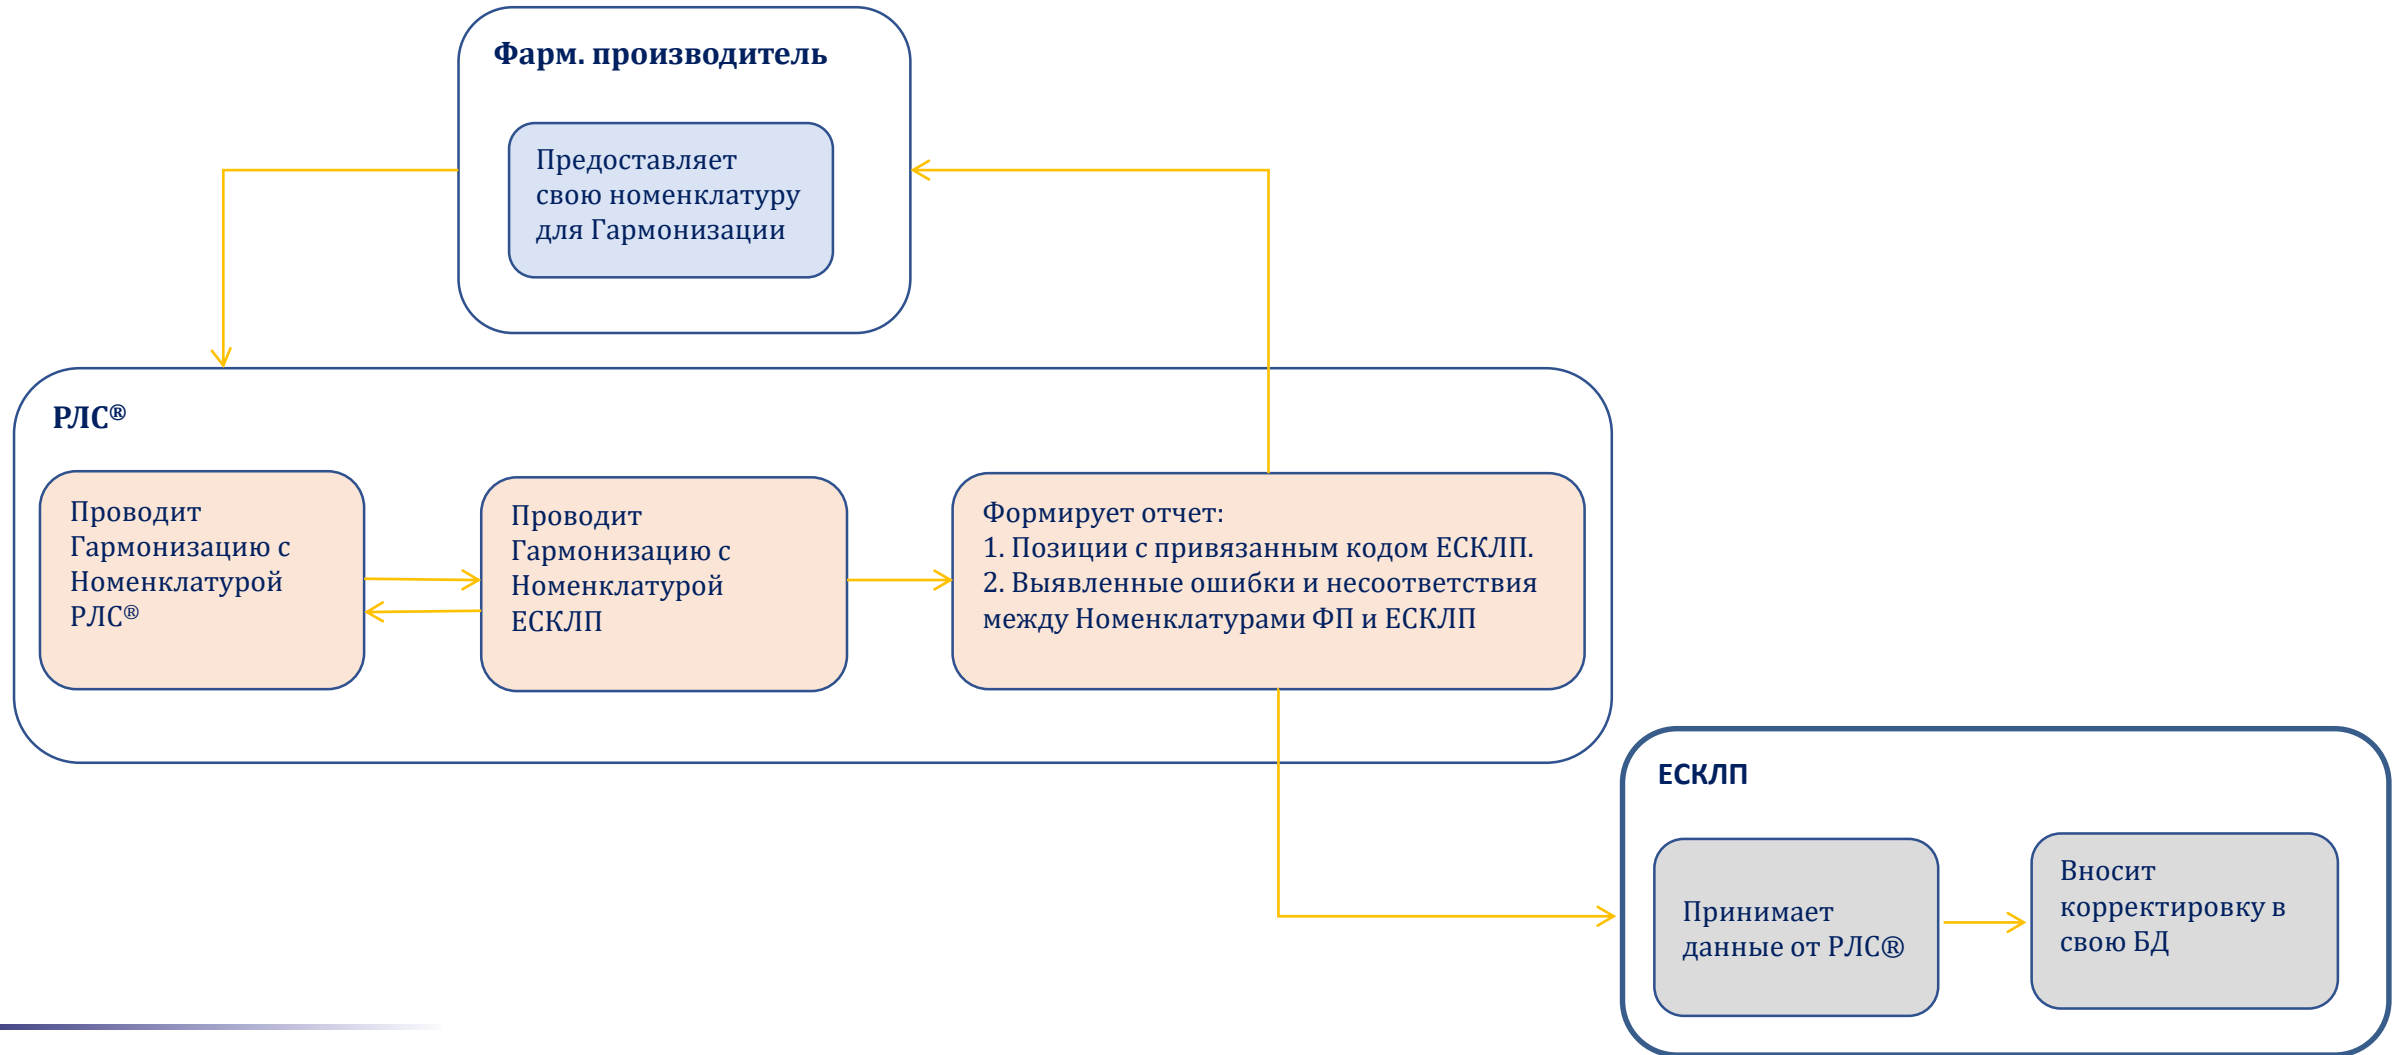 Фарм. производитель
Предоставляет
свою номенклатуру
для Гармонизации
РЛС®
Проводит
Гармонизацию с
Номенклатурой
РЛС®
Проводит
Гармонизацию с
Номенклатурой
ЕСКЛП
Формирует отчет:
1. Позиции с привязанным кодом ЕСКЛП.
2. Выявленные ошибки и несоответствия
между Номенклатурами ФП и ЕСКЛП
ЕСКЛП
Принимает
данные от РЛС®
Вносит
корректировку в
свою БД